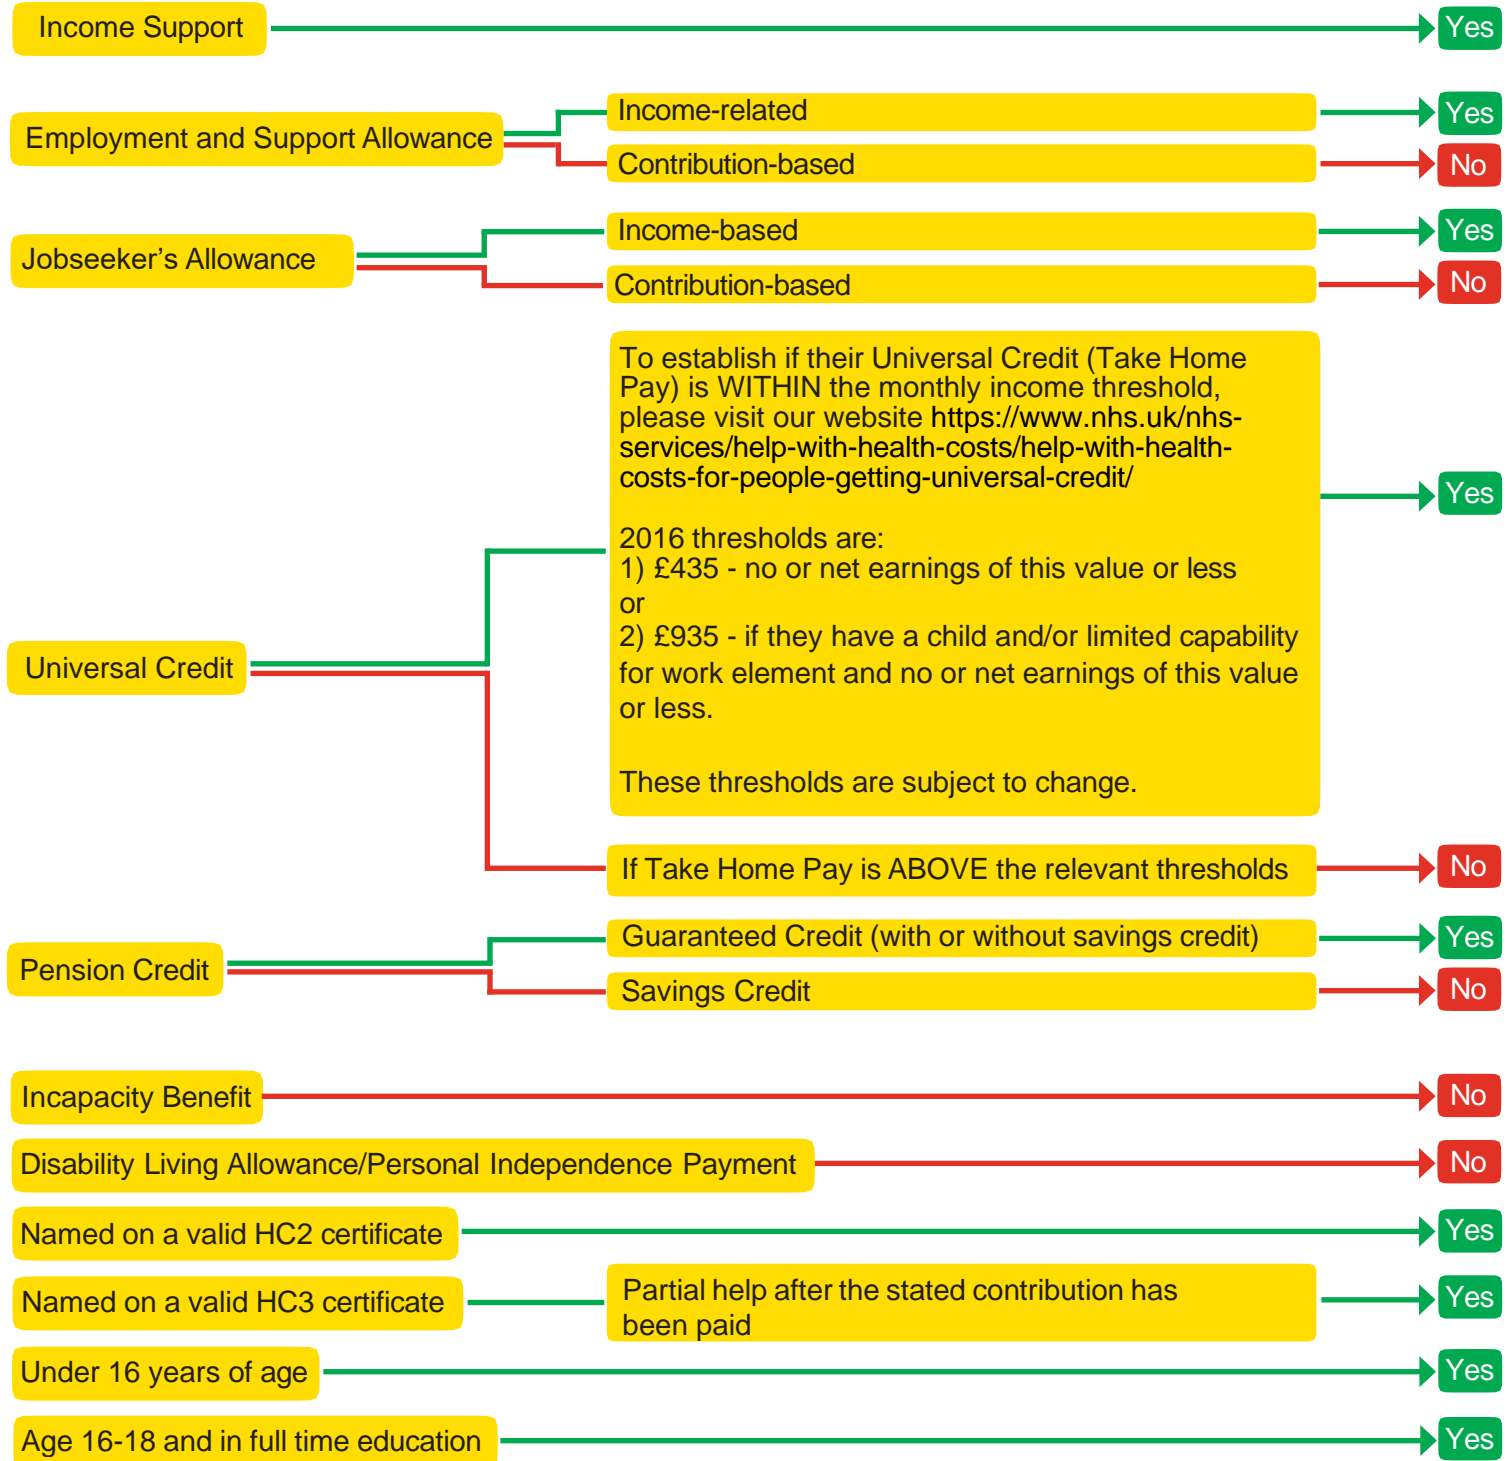 Income Support
Yes
Employment and Support Allowance
Income-related
Yes
Contribution-based
No
Jobseeker's Allowance
Income-based
Yes
Contribution-based
No
To establish if their Universal Credit (Take Home
Pay) is WITHIN the monthly income threshold,
please visit our website https://www.nhs.uk/nhs-
services/help-with-health-costs/help-with-health-
costs-for-people-getting-universal-credit/
2016 thresholds are:
1) £435 - no or net earnings of this value or less
or
2) £935 - if they have a child and/or limited capability
for work element and no or net earnings of this value
or less.
These thresholds are subject to change.
Yes
Universal Credit
If Take Home Pay is ABOVE the relevant thresholds
No
Pension Credit
Guaranteed Credit (with or without savings credit)
Yes
Savings Credit
No
Incapacity Benefit
No
Disability Living Allowance/Personal Independence Payment
No
Named on a valid HC2 certificate
Yes
Named on a valid HC3 certificate
Partial help after the stated contribution has
been paid
Yes
Under 16 years of age
Yes
Age 16-18 and in full time education
Yes